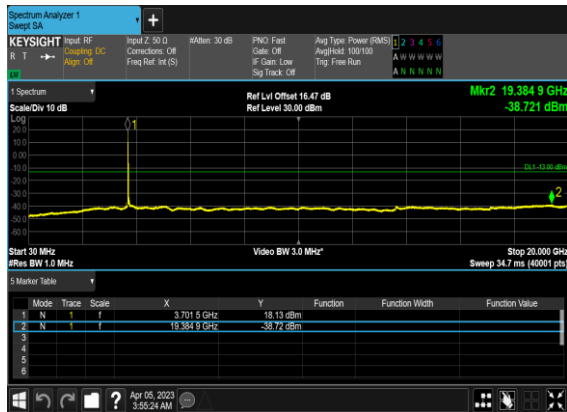 Spectrum Analyzer 1
Swept SA
KEYSIGHT Input: RF
R T Coupling: DC
Align: Off
Input Z: 50 Ω
Corrections: Off
Freq Ref: Int (S)
#Atten: 30 dB
PNO: Fast
Gate: Off
IF Gain: Low
Sig Track: Off
Avg Type: Power (RMS)
Avg|Hold: 100/100
Trig: Free Run
1 2 3 4 5 6
A W W W W W
A N N N N N
1 Spectrum
Scale/Div 10 dB
Ref Lvl Offset 16.47 dB
Ref Level 30.00 dBm
Mkr2 19.384 9 GHz
-38.721 dBm
Log
20.0
10.0
0.00
-10.0
-20.0
-30.0
-40.0
-50.0
-60.0
1
DL1 -13.00 dBm
2
Start 30 MHz
#Res BW 1.0 MHz
Video BW 3.0 MHz*
Stop 20.000 GHz
Sweep 34.7 ms (40001 pts)
5 Marker Table
Mode Trace Scale X Y Function Function Width Function Value
1 N 1 f 3.701 5 GHz 18.13 dBm
2 N 1 f 19.384 9 GHz -38.72 dBm
3
4
5
6
Apr 05, 2023
3:55:24 AM